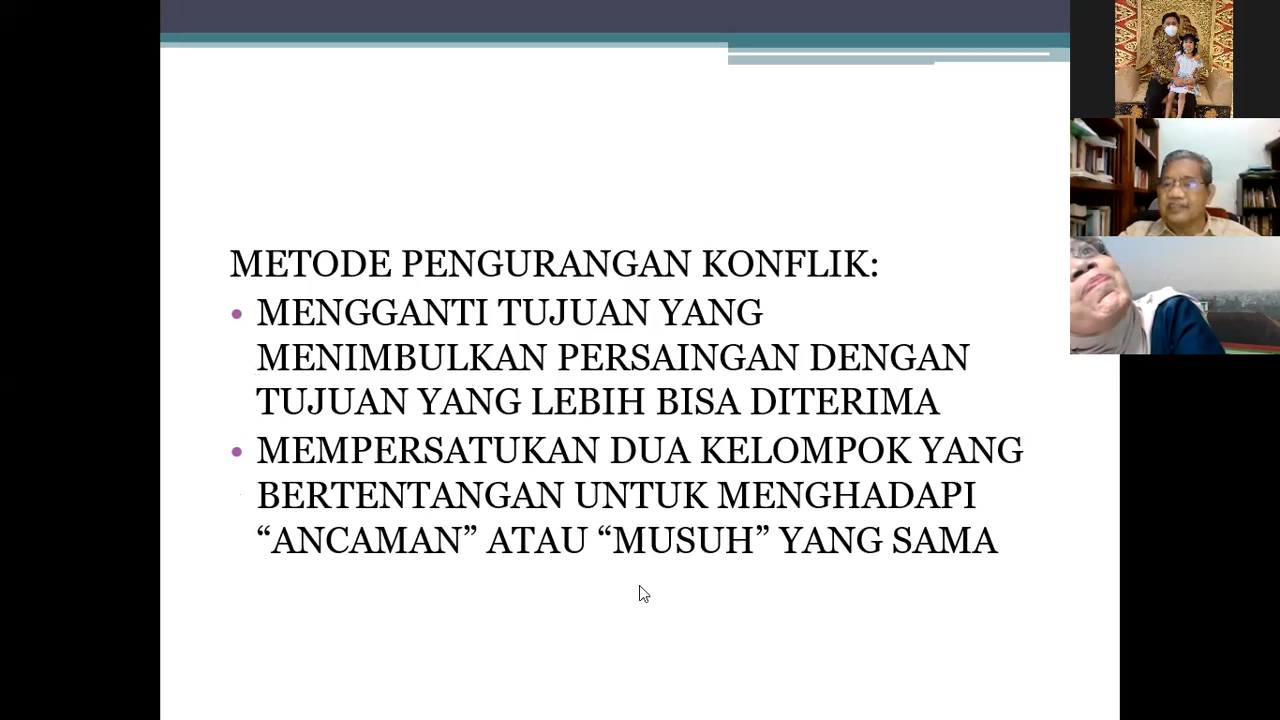 METODE PENGURANGAN KONFLIK:
• MENGGANTI TUJUAN YANG
MENIMBULKAN PERSAINGAN DENGAN
TUJUAN YANG LEBIH BISA DITERIMA
• MEMPERSATUKAN DUA KELOMPOK YANG
BERTENTANGAN UNTUK MENGHADAPI
“ANCAMAN” ATAU “MUSUH” YANG SAMA